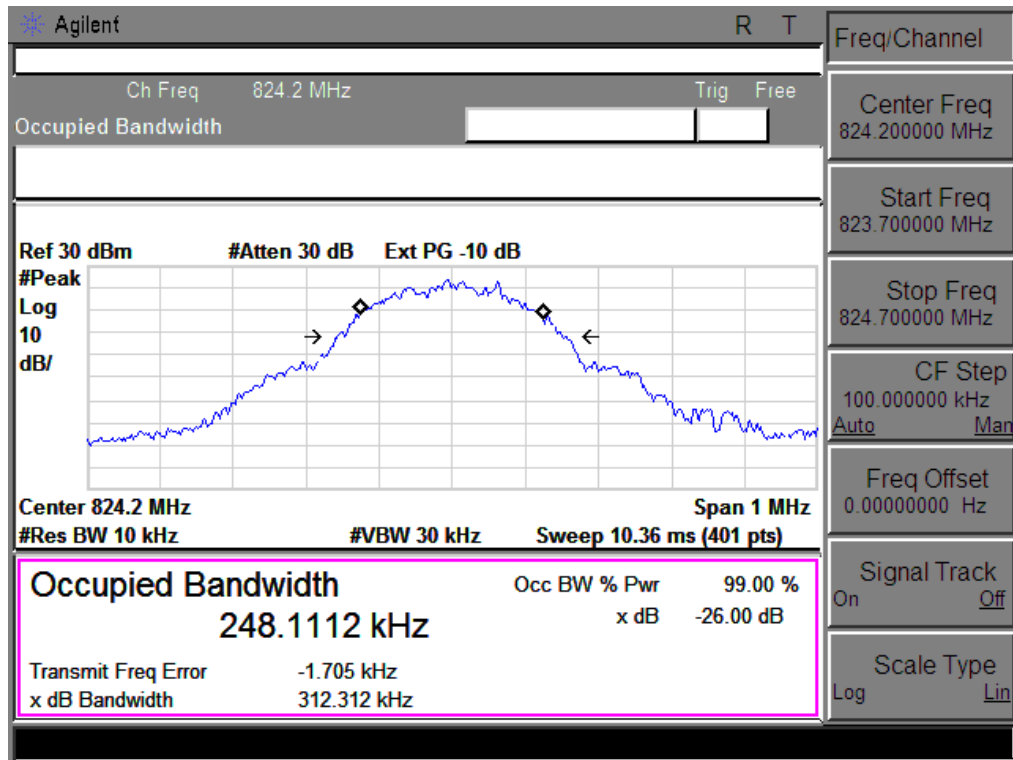 Agilent R T
Ch Freq 824.2 MHz Trig Free
Occupied Bandwidth
Ref 30 dBm #Atten 30 dB Ext PG -10 dB
#Peak
Log
10
dB/
Center 824.2 MHz Span 1 MHz
#Res BW 10 kHz #VBW 30 kHz Sweep 10.36 ms (401 pts)
Occupied Bandwidth Occ BW % Pwr 99.00 %
248.1112 kHz x dB -26.00 dB
Transmit Freq Error -1.705 kHz
x dB Bandwidth 312.312 kHz
Freq/Channel
Center Freq
824.200000 MHz
Start Freq
823.700000 MHz
Stop Freq
824.700000 MHz
CF Step
100.000000 kHz
Auto Man
Freq Offset
0.00000000 Hz
Signal Track
On Off
Scale Type
Log Lin